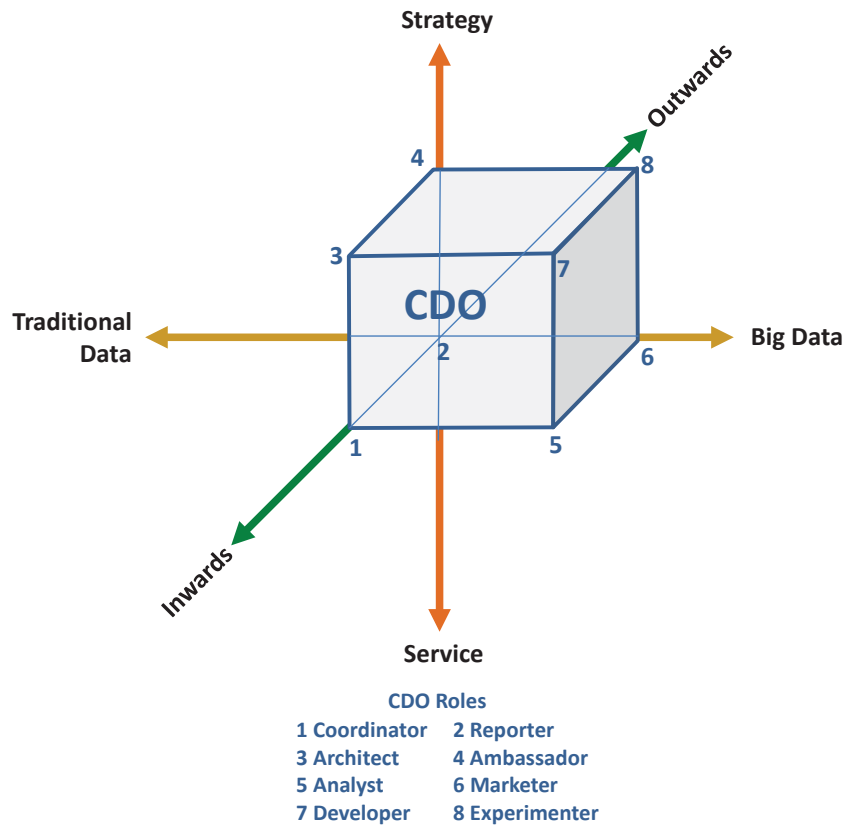 Strategy
Outwards
4
8
3
7
CDO
Traditional
Data
2
6
Big Data
1
5
Inwards
Service
CDO Roles
1 Coordinator 2 Reporter
3 Architect 4 Ambassador
5 Analyst 6 Marketer
7 Developer 8 Experimenter